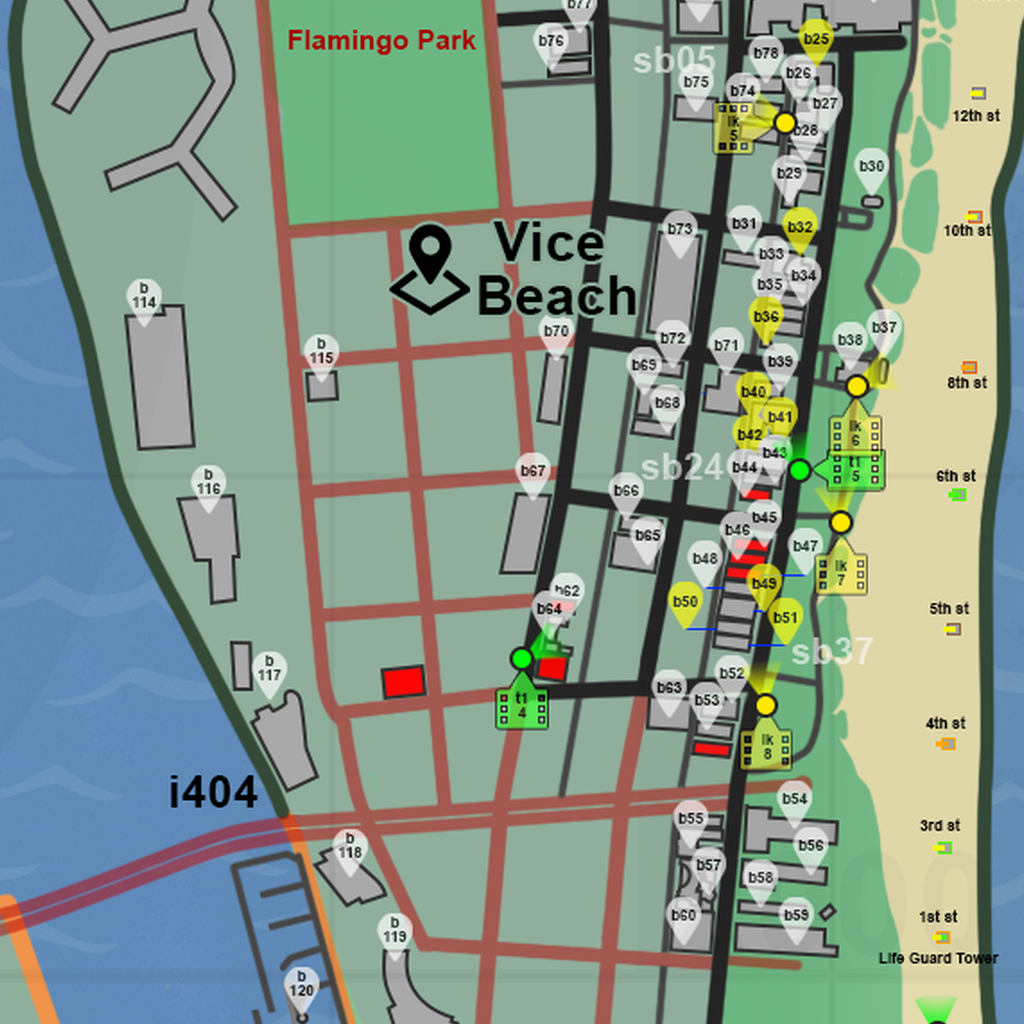 b77
Flamingo Park
b76
b25
sb05
b78
b26
b75
b74
b27
12th st
lk
5
b28
b29
b30
b31
b32
10th st
b73
Vice
Beach
b33
b34
b35
b
114
b36
b37
b70
b72
b71
b38
b
115
b39
b69
8th st
b40
b68
b41
lk
6
b42
b43
t1
5
sb24
b44
b67
6th st
b
116
b66
b45
b46
b65
b47
b48
lk
7
b49
b62
b50
b64
5th st
b51
sb37
b
117
b52
b63
b53
t1
4
4th st
lk
8
i404
b54
b55
3rd st
b56
b
118
b57
b58
b60
b59
1st st
b
119
Life Guard Tower
b
120